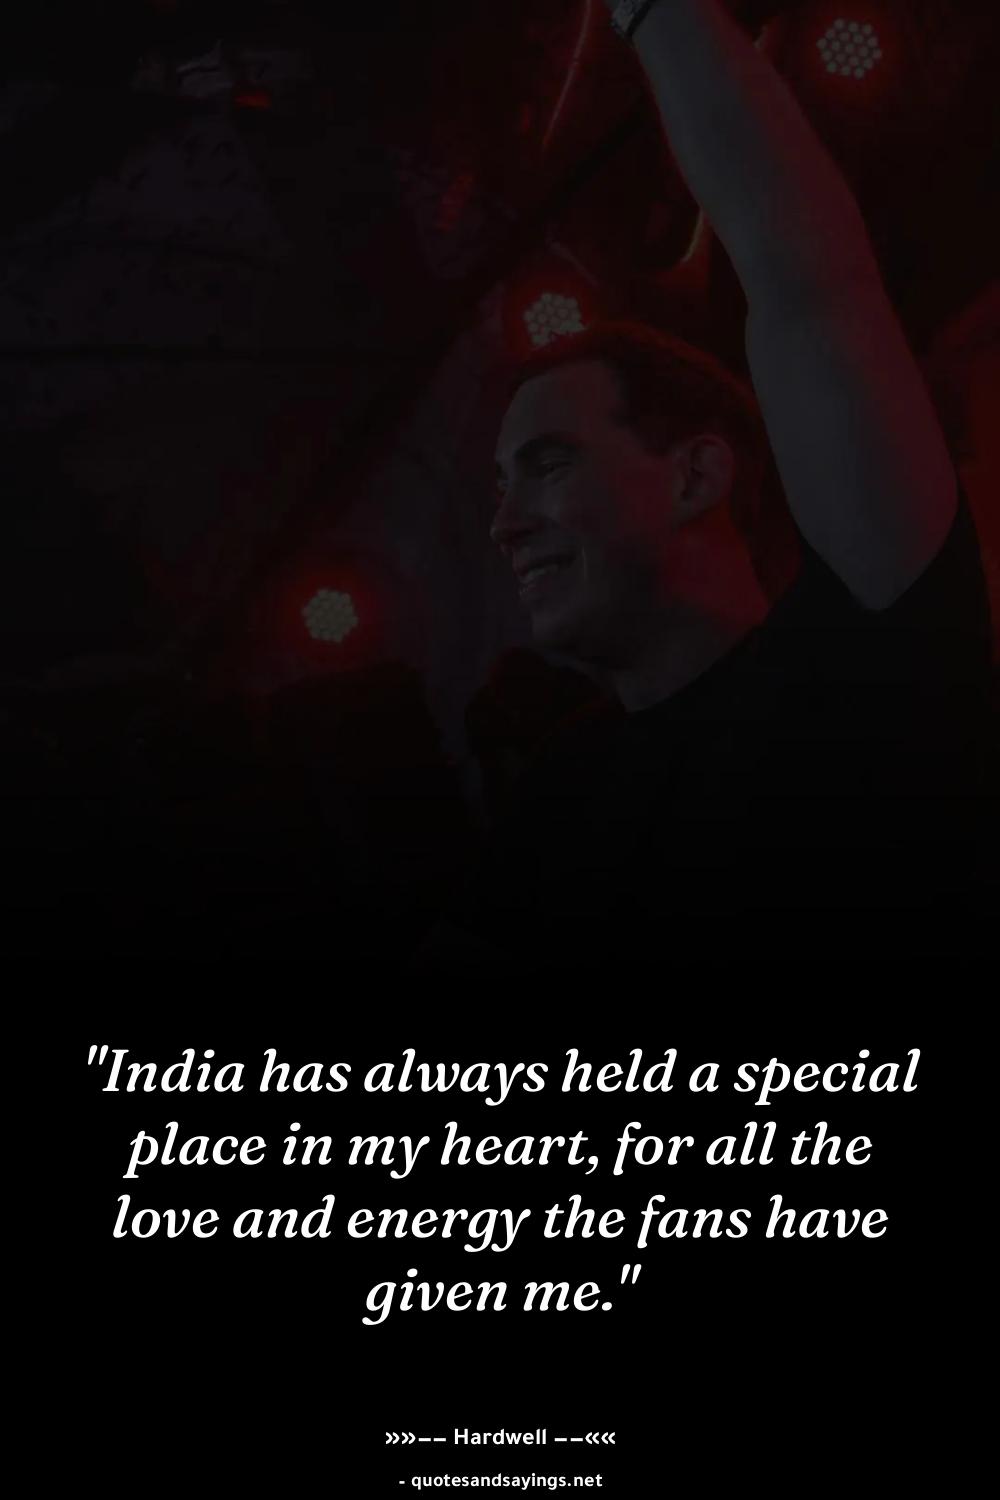 "India has always held a special
place in my heart, for all the
love and energy the fans have
given me."
»»–– Hardwell ––««
- quotesandsayings.net